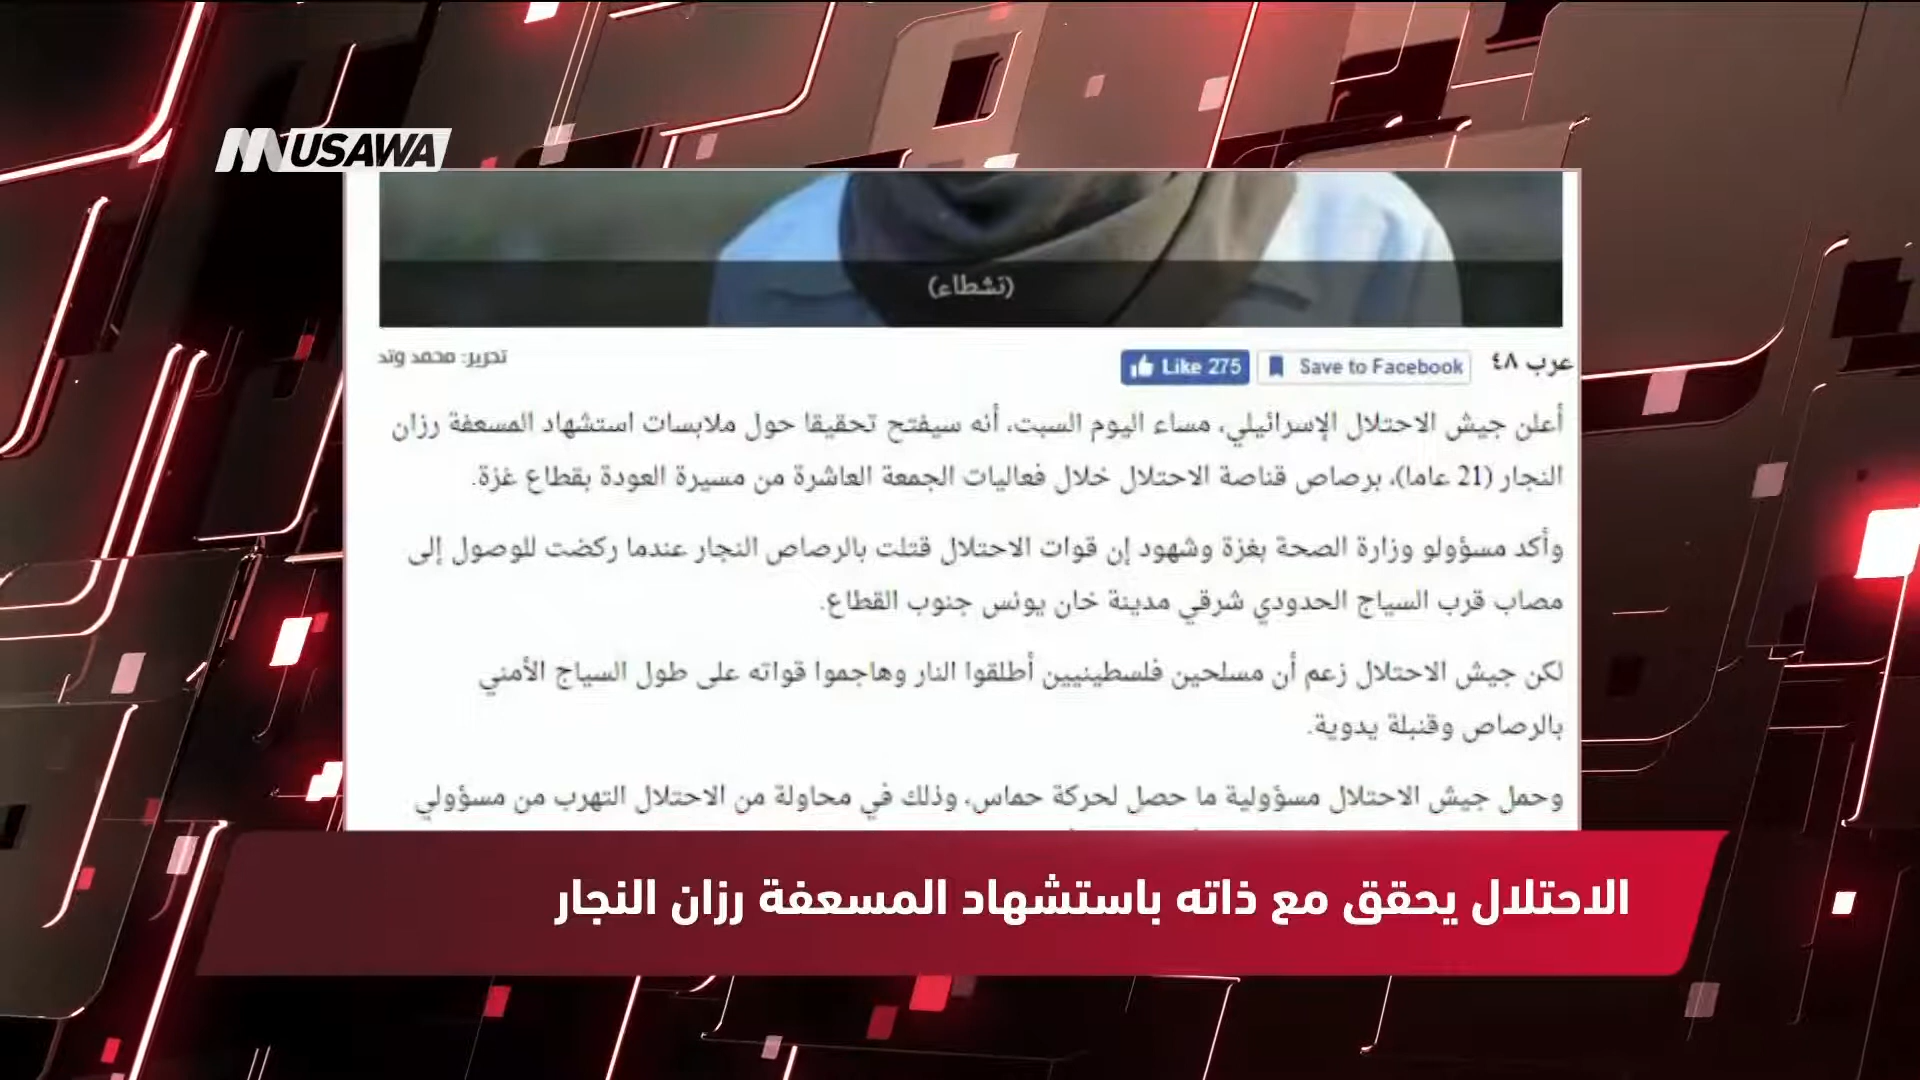 MUSAWA
(نشطاء)
عرب ٤٨
Save to Facebook
Like 275
تحرير: محمد وتد
أعلن جيش الاحتلال الإسرائيلي، مساء اليوم السبت، أنه سيفتح تحقيقا حول ملابسات استشهاد المسعفة رزان
النجار (21 عاما)، برصاص قناصة الاحتلال خلال فعاليات الجمعة العاشرة من مسيرة العودة بقطاع غزة.
وأكد مسؤولو وزارة الصحة بغزة وشهود إن قوات الاحتلال قتلت بالرصاص النجار عندما ركضت للوصول إلى
مصاب قرب السياج الحدودي شرقي مدينة خان يونس جنوب القطاع.
لكن جيش الاحتلال زعم أن مسلحين فلسطينيين أطلقوا النار وهاجموا قواته على طول السياج الأمني
بالرصاص وقنبلة يدوية.
وحمل جيش الاحتلال مسؤولية ما حصل لحركة حماس، وذلك في محاولة من الاحتلال التهرب من مسؤولي
الاحتلال يحقق مع ذاته باستشهاد المسعفة رزان النجار